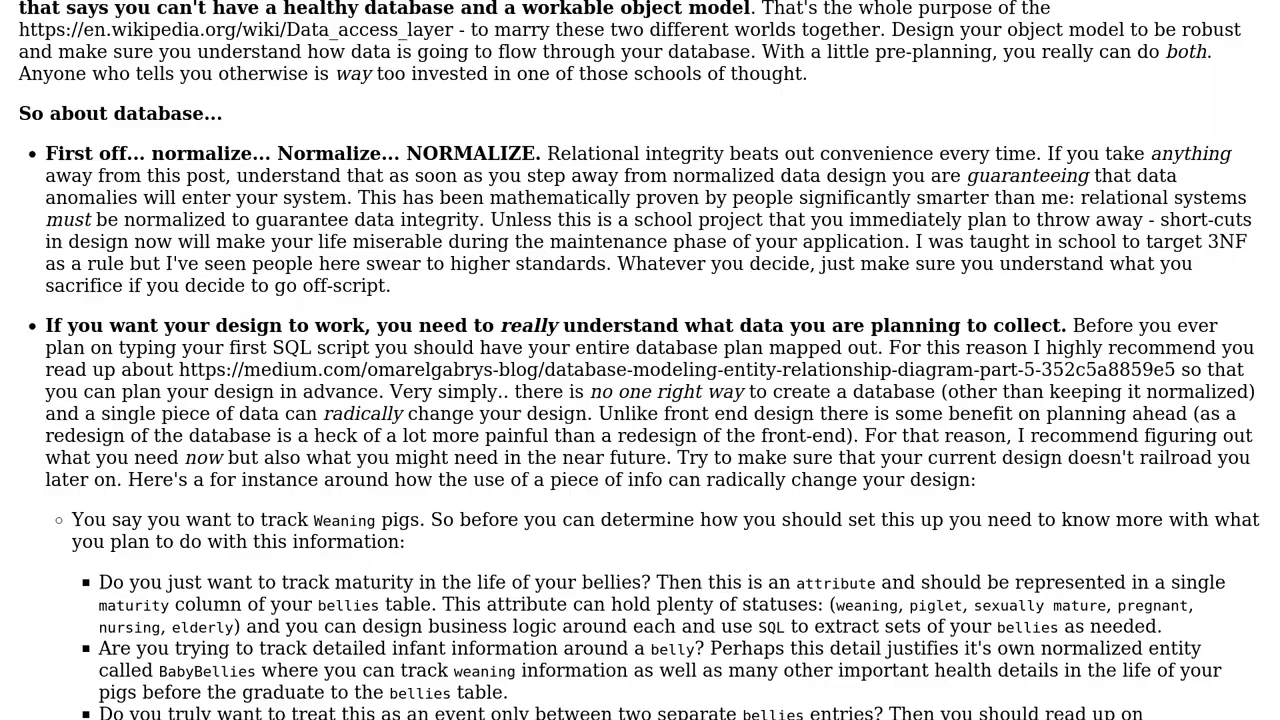 that says you can't have a healthy database and a workable object model. That's the whole purpose of the
https://en.wikipedia.org/wiki/Data_access_layer - to marry these two different worlds together. Design your object model to be robust
and make sure you understand how data is going to flow through your database. With a little pre-planning, you really can do both.
Anyone who tells you otherwise is way too invested in one of those schools of thought.
So about database...
• First off... normalize... Normalize... NORMALIZE. Relational integrity beats out convenience every time. If you take anything
away from this post, understand that as soon as you step away from normalized data design you are guaranteeing that data
anomalies will enter your system. This has been mathematically proven by people significantly smarter than me: relational systems
must be normalized to guarantee data integrity. Unless this is a school project that you immediately plan to throw away - short-cuts
in design now will make your life miserable during the maintenance phase of your application. I was taught in school to target 3NF
as a rule but I've seen people here swear to higher standards. Whatever you decide, just make sure you understand what you
sacrifice if you decide to go off-script.
• If you want your design to work, you need to really understand what data you are planning to collect. Before you ever
plan on typing your first SQL script you should have your entire database plan mapped out. For this reason I highly recommend you
read up about https://medium.com/omarelgabrys-blog/database-modeling-entity-relationship-diagram-part-5-352c5a8859e5 so that
you can plan your design in advance. Very simply.. there is no one right way to create a database (other than keeping it normalized)
and a single piece of data can radically change your design. Unlike front end design there is some benefit on planning ahead (as a
redesign of the database is a heck of a lot more painful than a redesign of the front-end). For that reason, I recommend figuring out
what you need now but also what you might need in the near future. Try to make sure that your current design doesn't railroad you
later on. Here's a for instance around how the use of a piece of info can radically change your design:
◦ You say you want to track Weaning pigs. So before you can determine how you should set this up you need to know more with what
you plan to do with this information:
▪ Do you just want to track maturity in the life of your bellies? Then this is an attribute and should be represented in a single
maturity column of your bellies table. This attribute can hold plenty of statuses: (weaning, piglet, sexually mature, pregnant,
nursing, elderly) and you can design business logic around each and use SQL to extract sets of your bellies as needed.
▪ Are you trying to track detailed infant information around a belly? Perhaps this detail justifies it's own normalized entity
called BabyBellies where you can track weaning information as well as many other important health details in the life of your
pigs before the graduate to the bellies table.
▪ Do you truly want to treat this as an event only between two separate bellies entries? Then you should read up on